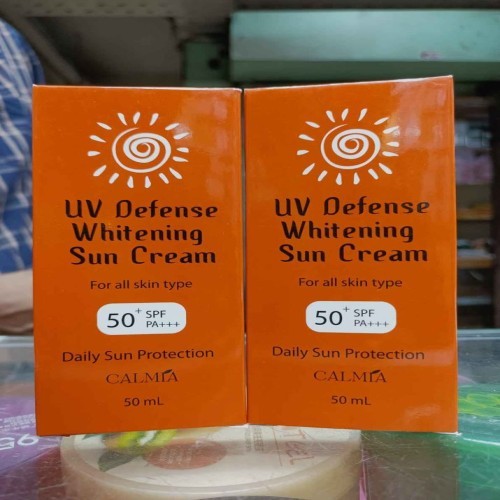 UV Defense
Whitening
Sun Cream
For all skin type
50+ SPF
PA+++
Daily Sun Protection
CALMIA
50 mL
UV Defense
Whitening
Sun Cream
For all skin type
50+ SPF
PA+++
Daily Sun Protection
CALMIA
50 mL
95